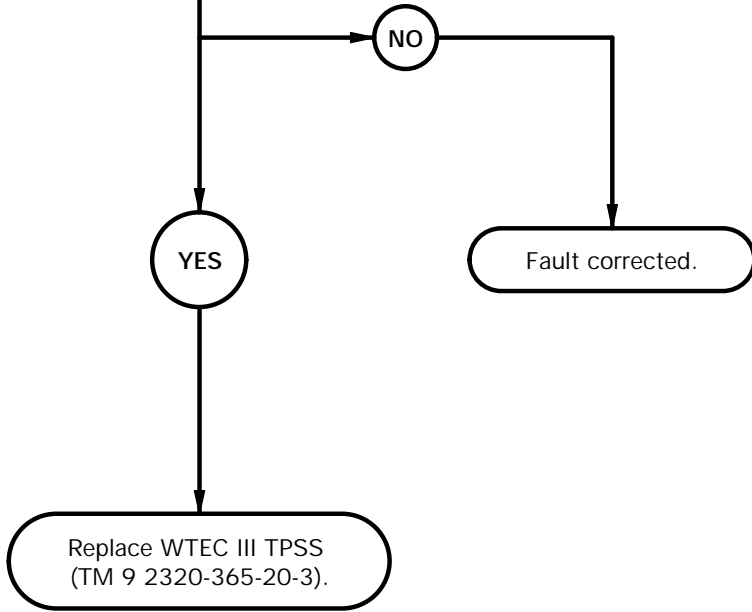 NO
YES
Fault corrected.
Replace WTEC III TPSS
(TM 9 2320-365-20-3).